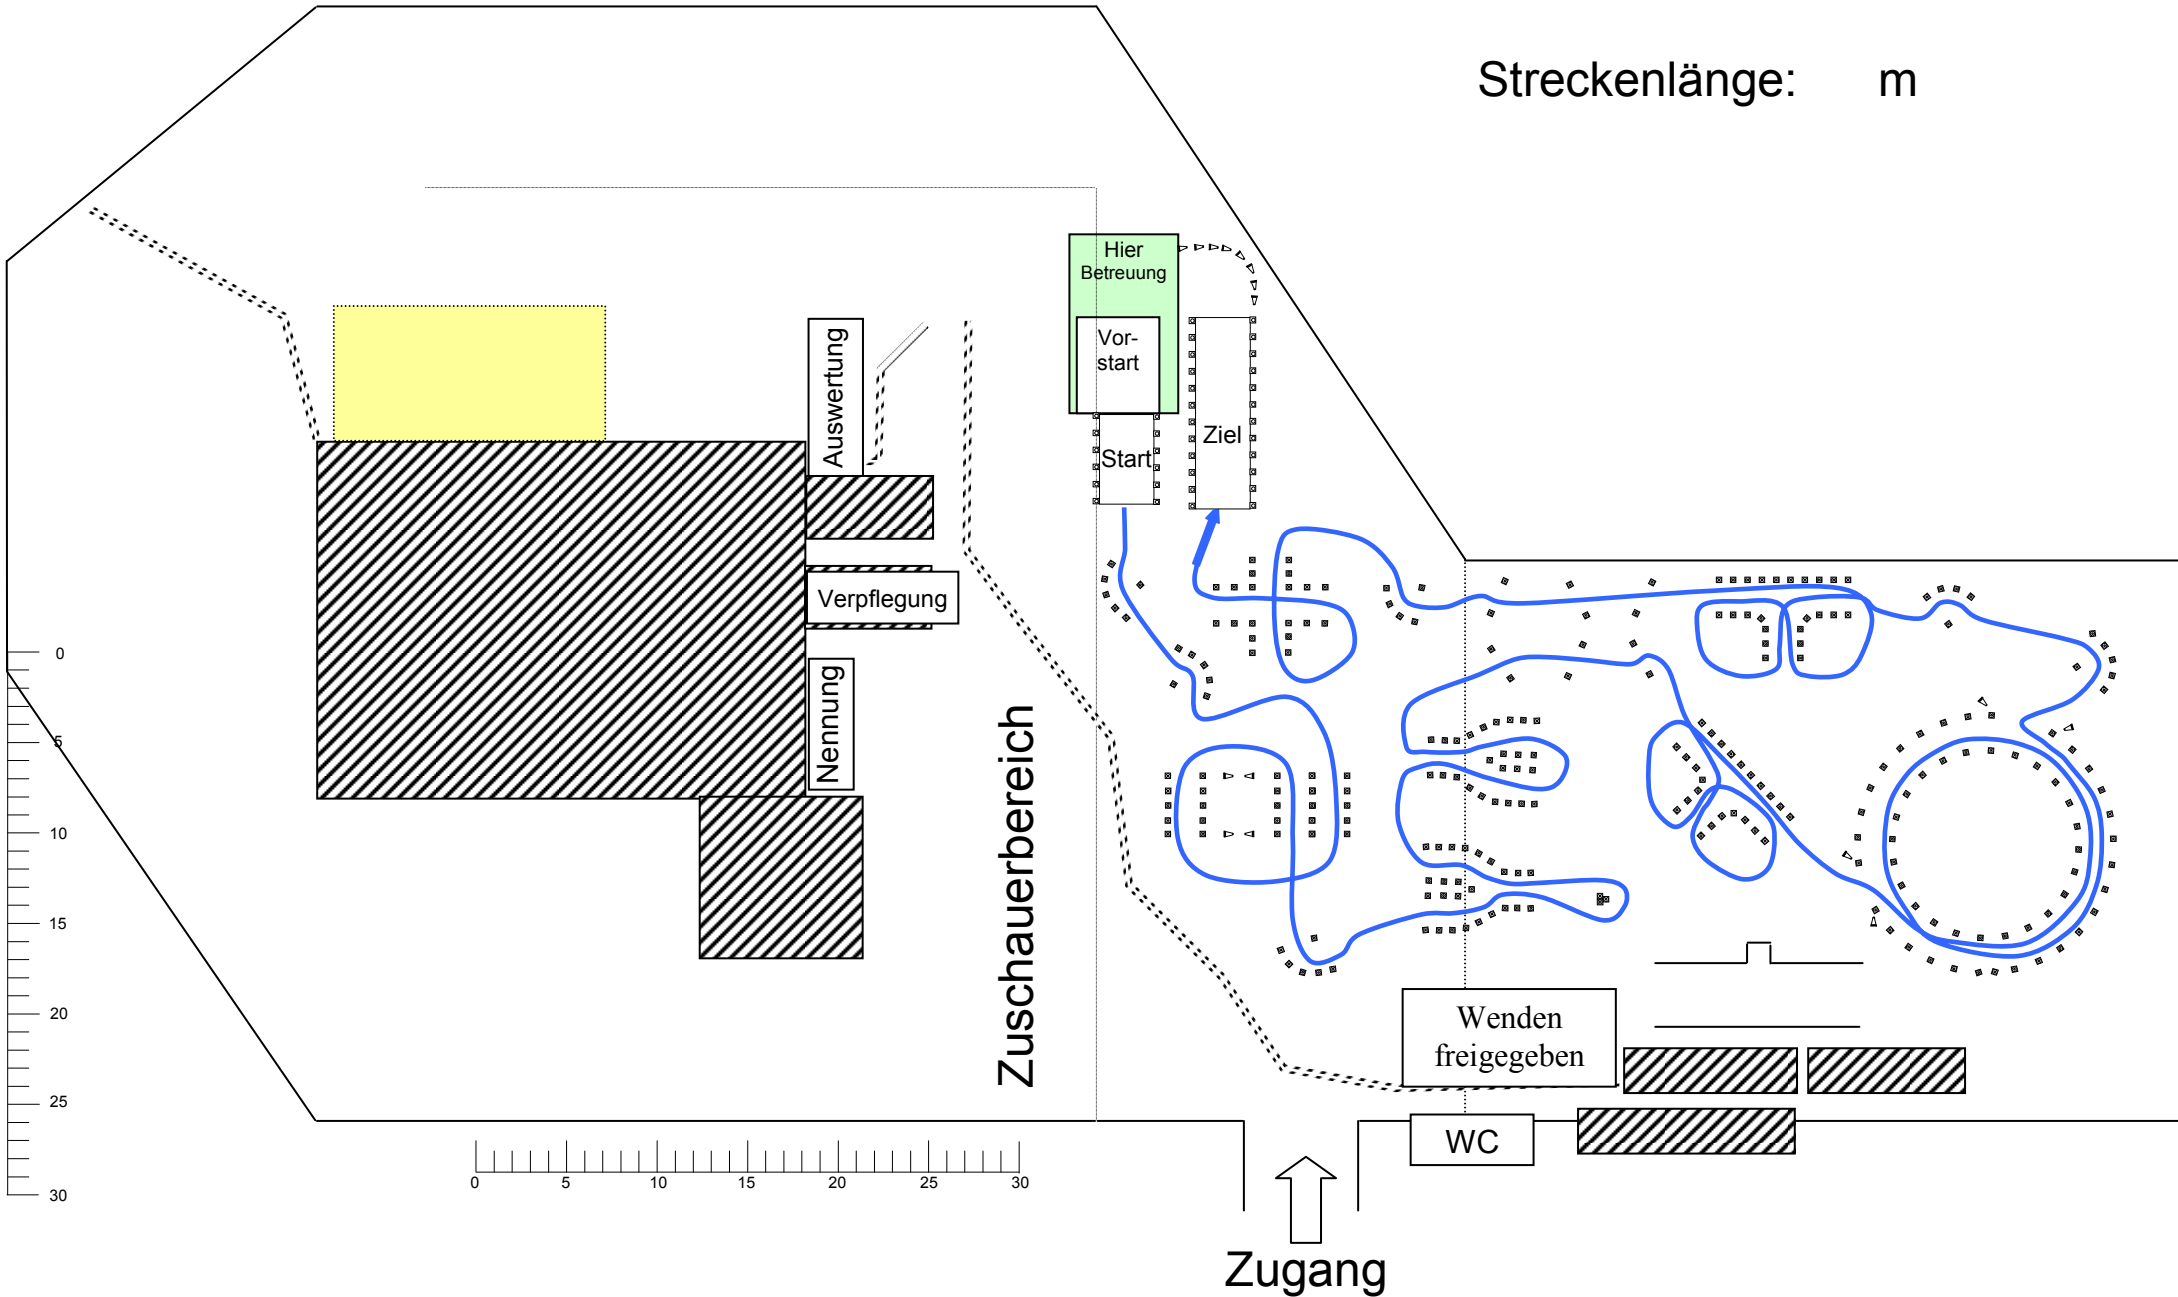 Streckenlänge: m
Hier
Betreuung
Vor-
start
Start
Ziel
Auswertung
Verpflegung
Nennung
Zuschauerbereich
Wenden
freigegeben
WC
Zugang
0
5
10
15
20
25
30
0 5 10 15 20 25 30